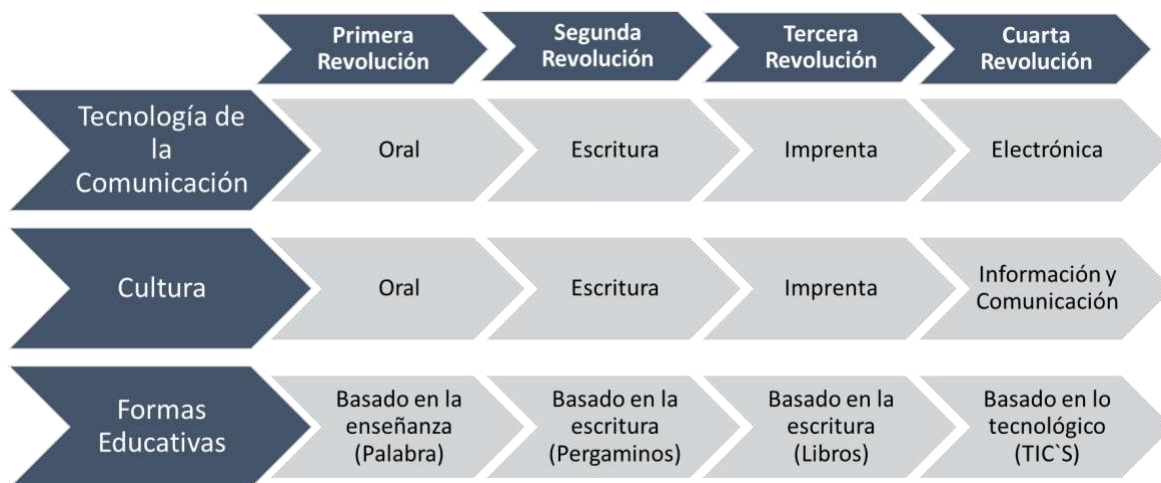 Primera
Revolución
Segunda
Revolución
Tercera
Revolución
Cuarta
Revolución
Tecnología de
la
Comunicación
Oral
Escritura
Imprenta
Electrónica
Cultura
Oral
Escritura
Imprenta
Información y
Comunicación
Formas
Educativas
Basado en la
enseñanza
(Palabra)
Basado en la
escritura
(Pergaminos)
Basado en la
escritura
(Libros)
Basado en lo
tecnológico
(TIC`S)